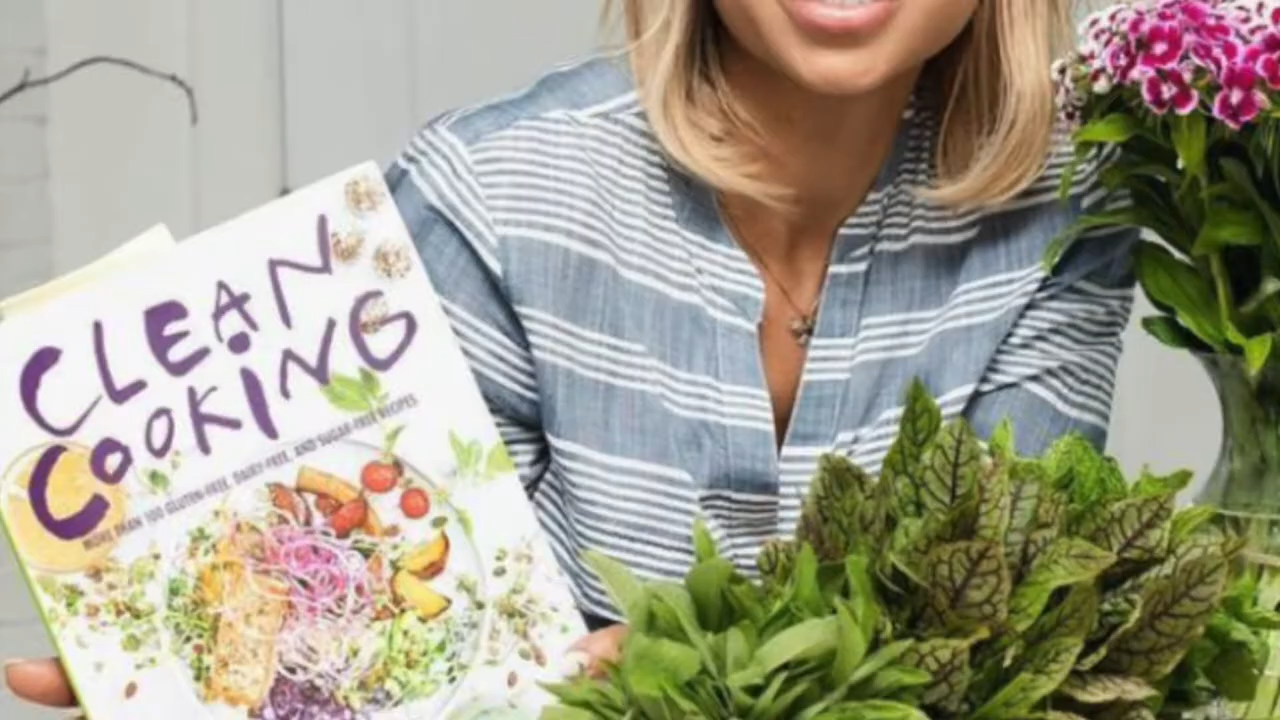 CLEAN
COOKING
MORE THAN 100 GLUTEN-FREE, DAIRY-FREE, AND SUGAR-FREE RECIPES